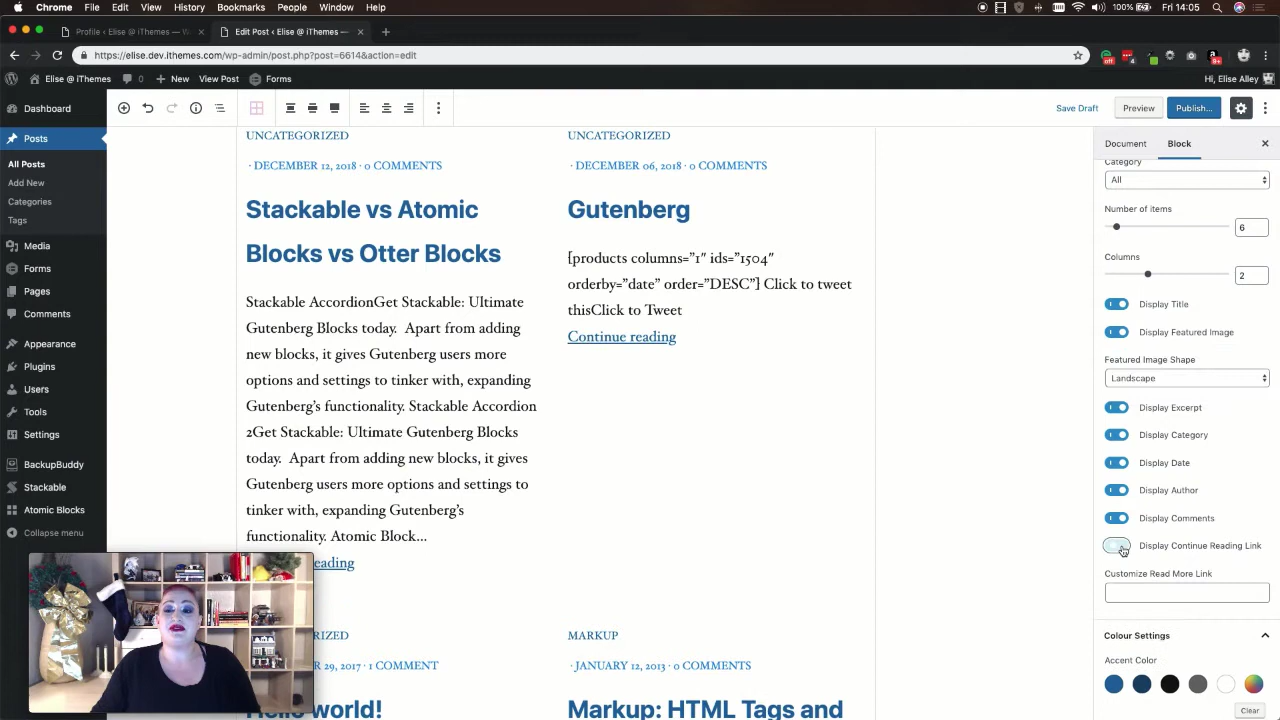 Chrome File Edit View History Bookmarks People Window Help 100% Fri 14:05
Profile ‹ Elise @ iThemes — W
Edit Post ‹ Elise @ iThemes —
https://elise.dev.ithemes.com/wp-admin/post.php?post=6614&action=edit
off 4 9+
Elise @ iThemes 0 New View Post Forms Hi, Elise Alley
Dashboard
Posts
All Posts
Add New
Categories
Tags
Media
Forms
Pages
Comments
Appearance
Plugins
Users
Tools
Settings
BackupBuddy
Stackable
Atomic Blocks
Collapse menu
Save Draft Preview Publish...
UNCATEGORIZED
· DECEMBER 12, 2018 · 0 COMMENTS
Stackable vs Atomic
Blocks vs Otter Blocks
Stackable AccordionGet Stackable: Ultimate
Gutenberg Blocks today.  Apart from adding
new blocks, it gives Gutenberg users more
options and settings to tinker with, expanding
Gutenberg’s functionality. Stackable Accordion
2Get Stackable: Ultimate Gutenberg Blocks
today.  Apart from adding new blocks, it gives
Gutenberg users more options and settings to
tinker with, expanding Gutenberg’s
functionality. Atomic Block…
eading
UNCATEGORIZED
· DECEMBER 06, 2018 · 0 COMMENTS
Gutenberg
[products columns=”1″ ids=”1504″
orderby=”date” order=”DESC”] Click to tweet
thisClick to Tweet
Continue reading
RIZED
R 29, 2017 · 1 COMMENT
Hello world!
MARKUP
· JANUARY 12, 2013 · 0 COMMENTS
Markup: HTML Tags and
Document Block
Category
All
Number of items
6
Columns
2
Display Title
Display Featured Image
Featured Image Shape
Landscape
Display Excerpt
Display Category
Display Date
Display Author
Display Comments
Display Continue Reading Link
Customize Read More Link
Colour Settings
Accent Color
Clear